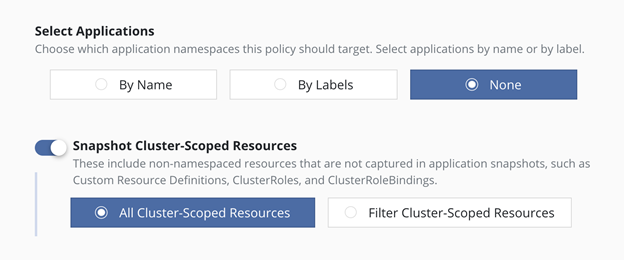 Select Applications
Choose which application namespaces this policy should target. Select applications by name or by label.
By Name
By Labels
None
Snapshot Cluster-Scoped Resources
These include non-namespaced resources that are not captured in application snapshots, such as
Custom Resource Definitions, ClusterRoles, and ClusterRoleBindings.
All Cluster-Scoped Resources
Filter Cluster-Scoped Resources